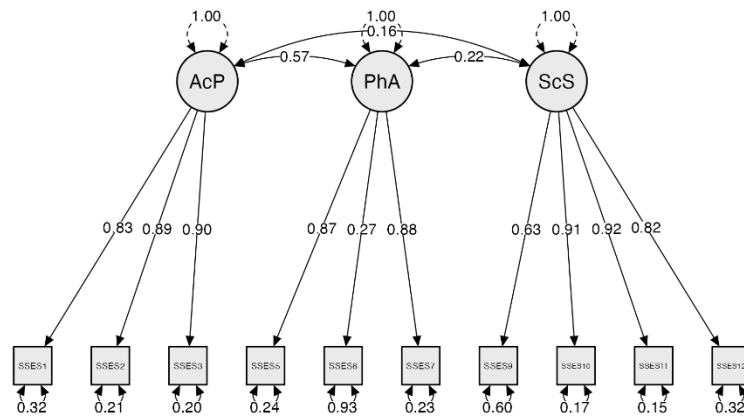 1.00 1.00 1.00
0.16
0.57 0.22
AcP PhA ScS
0.83 0.89 0.90 0.87 0.27 0.88 0.63 0.91 0.92 0.82
SSES1 SSES2 SSES3 SSES5 SSES6 SSES7 SSES9 SSES10 SSES11 SSES12
0.32 0.21 0.20 0.24 0.93 0.23 0.60 0.17 0.15 0.32